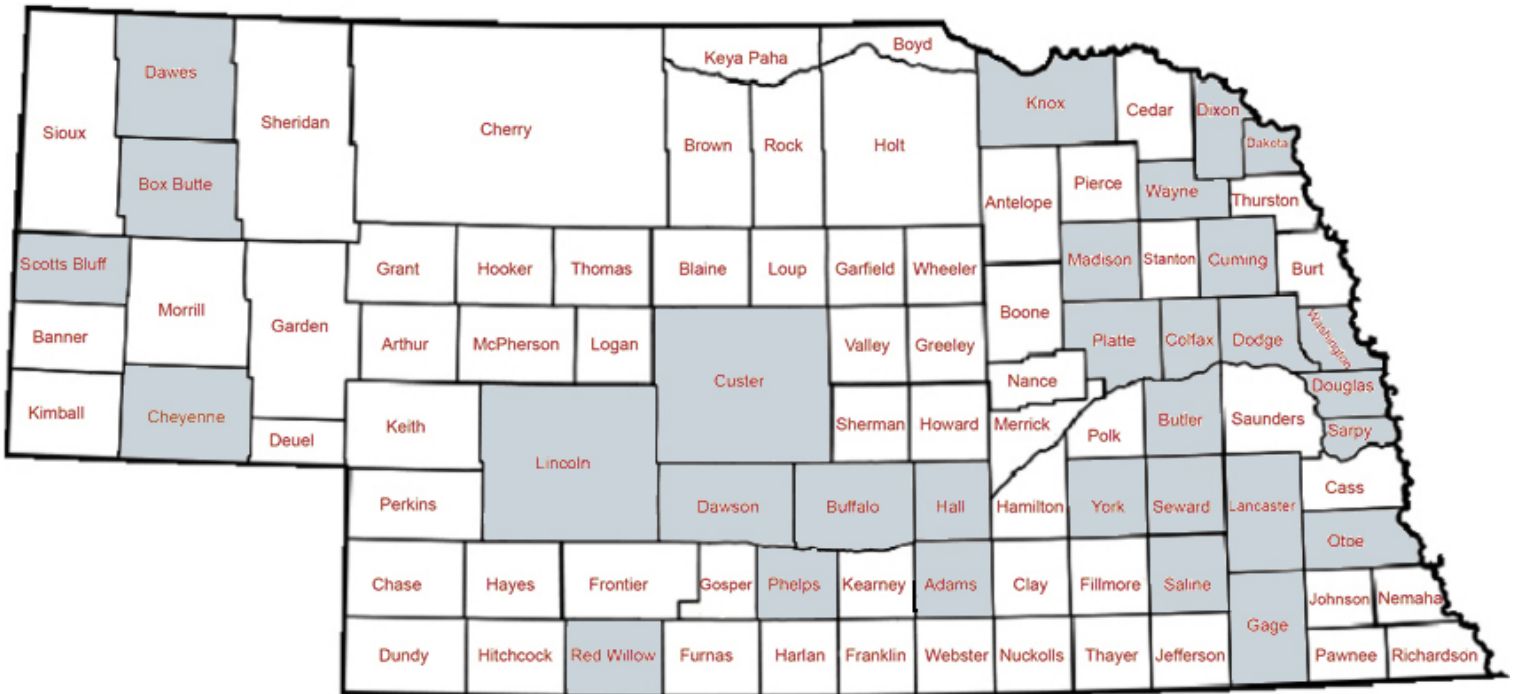 Keya Paha
Boyd
Dawes
Knox
Cedar
Dixon
Sioux
Sheridan
Cherry
Brown
Rock
Holt
Dakota
Box Butte
Antelope
Pierce
Wayne
Thurston
Scotts Bluff
Grant
Hooker
Thomas
Blaine
Loup
Garfield
Wheeler
Madison
Stanton
Cuming
Burt
Morrill
Banner
Garden
Arthur
McPherson
Logan
Valley
Greeley
Boone
Platte
Colfax
Dodge
Washington
Custer
Nance
Douglas
Kimball
Cheyenne
Deuel
Keith
Sherman
Howard
Merrick
Polk
Butler
Saunders
Sarpy
Lincoln
Perkins
Dawson
Buffalo
Hall
Hamilton
York
Seward
Lancaster
Cass
Otoe
Chase
Hayes
Frontier
Gosper
Phelps
Kearney
Adams
Clay
Fillmore
Saline
Johnson
Nemaha
Gage
Dundy
Hitchcock
Red Willow
Furnas
Harlan
Franklin
Webster
Nuckolls
Thayer
Jefferson
Pawnee
Richardson